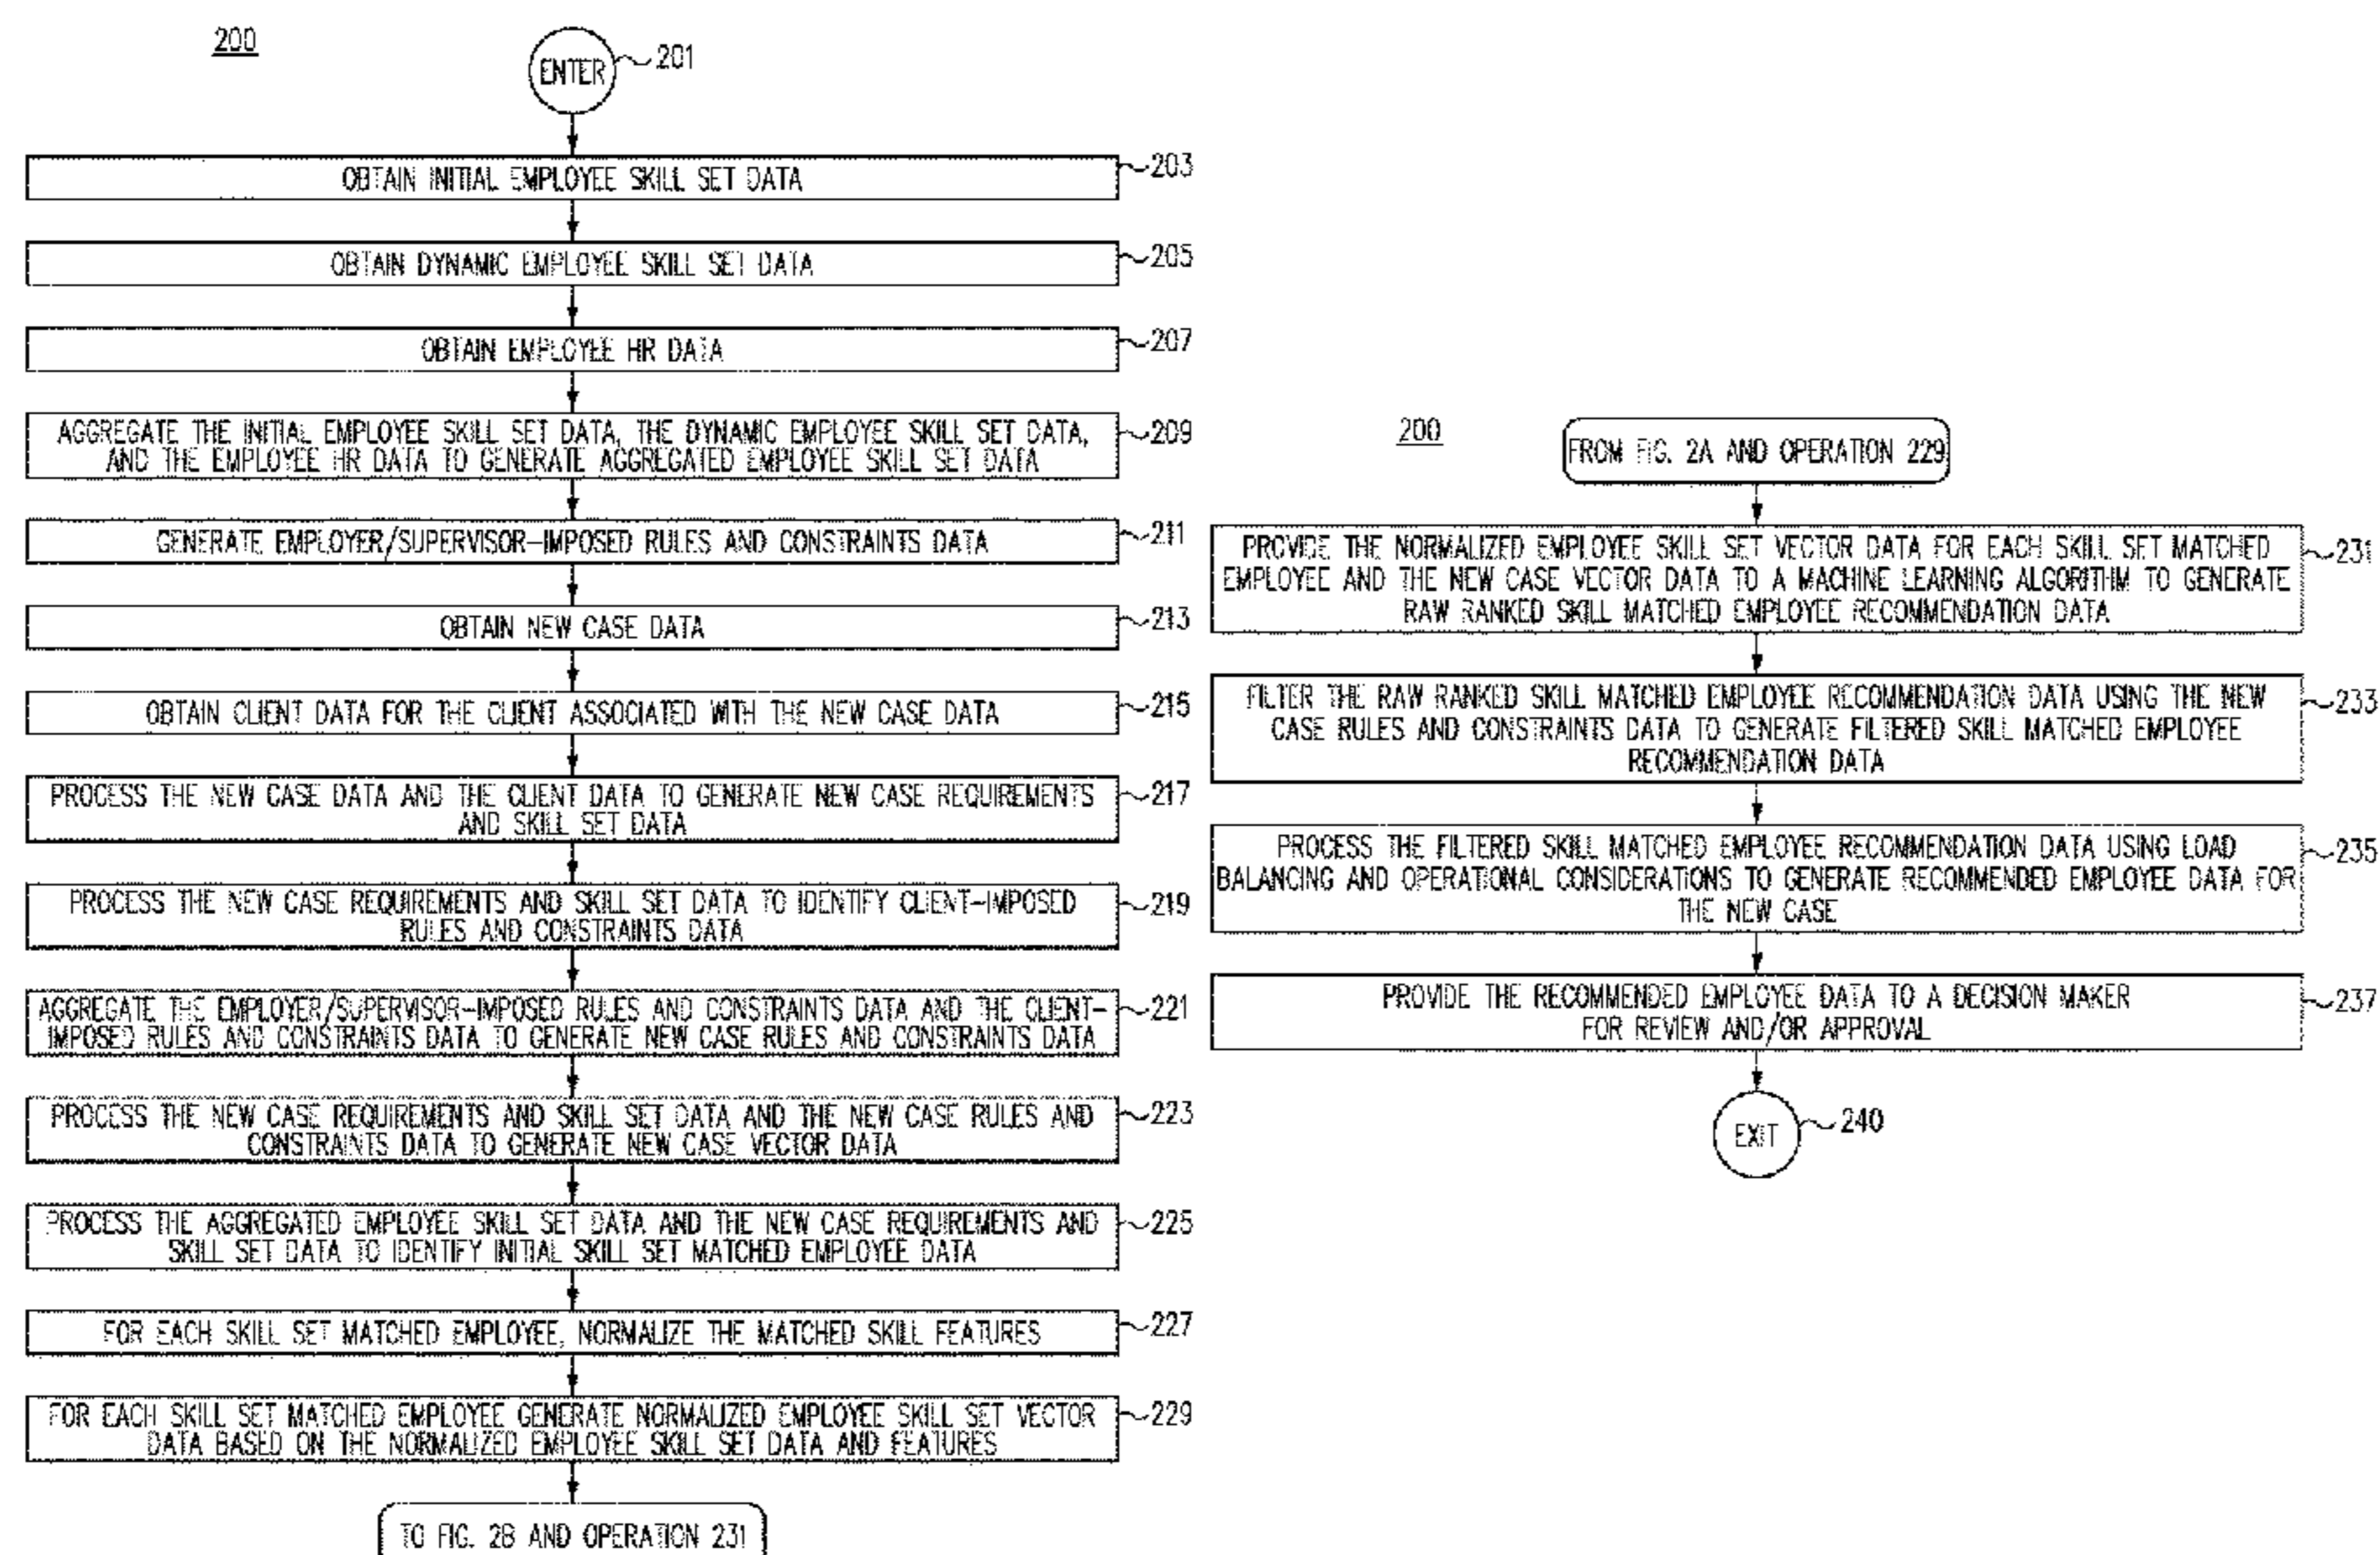 200
ENTER
201
OBTAIN INITIAL EMPLOYEE SKILL SET DATA
203
OBTAIN DYNAMIC EMPLOYEE SKILL SET DATA
205
OBTAIN EMPLOYEE HR DATA
207
AGGREGATE THE INITIAL EMPLOYEE SKILL SET DATA, THE DYNAMIC EMPLOYEE SKILL SET DATA,
AND THE EMPLOYEE HR DATA TO GENERATE AGGREGATED EMPLOYEE SKILL SET DATA
209
GENERATE EMPLOYER/SUPERVISOR-IMPOSED RULES AND CONSTRAINTS DATA
211
OBTAIN NEW CASE DATA
213
OBTAIN CLIENT DATA FOR THE CLIENT ASSOCIATED WITH THE NEW CASE DATA
215
PROCESS THE NEW CASE DATA AND THE CLIENT DATA TO GENERATE NEW CASE REQUIREMENTS
AND SKILL SET DATA
217
PROCESS THE NEW CASE REQUIREMENTS AND SKILL SET DATA TO IDENTIFY CLIENT-IMPOSED
RULES AND CONSTRAINTS DATA
219
AGGREGATE THE EMPLOYER/SUPERVISOR-IMPOSED RULES AND CONSTRAINTS DATA AND THE CLIENT-
IMPOSED RULES AND CONSTRAINTS DATA TO GENERATE NEW CASE RULES AND CONSTRAINTS DATA
221
PROCESS THE NEW CASE REQUIREMENTS AND SKILL SET DATA AND THE NEW CASE RULES AND
CONSTRAINTS DATA TO GENERATE NEW CASE VECTOR DATA
223
PROCESS THE AGGREGATED EMPLOYEE SKILL SET DATA AND THE NEW CASE REQUIREMENTS AND
SKILL SET DATA TO IDENTIFY INITIAL SKILL SET MATCHED EMPLOYEE DATA
225
FOR EACH SKILL SET MATCHED EMPLOYEE, NORMALIZE THE MATCHED SKILL FEATURES
227
FOR EACH SKILL SET MATCHED EMPLOYEE GENERATE NORMALIZED EMPLOYEE SKILL SET VECTOR
DATA BASED ON THE NORMALIZED EMPLOYEE SKILL SET DATA AND FEATURES
229
TO FIG. 2B AND OPERATION 231
200
FROM FIG. 2A AND OPERATION 229
PROVIDE THE NORMALIZED EMPLOYEE SKILL SET VECTOR DATA FOR EACH SKILL SET MATCHED
EMPLOYEE AND THE NEW CASE VECTOR DATA TO A MACHINE LEARNING ALGORITHM TO GENERATE
RAW RANKED SKILL MATCHED EMPLOYEE RECOMMENDATION DATA
231
FILTER THE RAW RANKED SKILL MATCHED EMPLOYEE RECOMMENDATION DATA USING THE NEW
CASE RULES AND CONSTRAINTS DATA TO GENERATE FILTERED SKILL MATCHED EMPLOYEE
RECOMMENDATION DATA
233
PROCESS THE FILTERED SKILL MATCHED EMPLOYEE RECOMMENDATION DATA USING LOAD
BALANCING AND OPERATIONAL CONSIDERATIONS TO GENERATE RECOMMENDED EMPLOYEE DATA FOR
THE NEW CASE
235
PROVIDE THE RECOMMENDED EMPLOYEE DATA TO A DECISION MAKER
FOR REVIEW AND/OR APPROVAL
237
EXIT
240